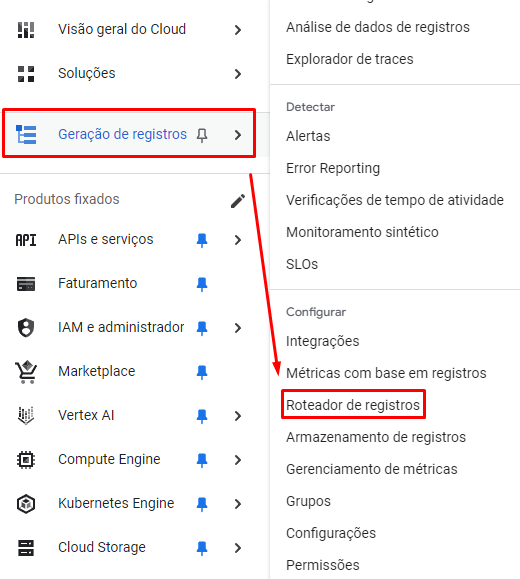 Visão geral do Cloud
Soluções
Geração de registros
Produtos fixados
API APIs e serviços
Faturamento
IAM e administrador
Marketplace
Vertex AI
Compute Engine
Kubernetes Engine
Cloud Storage
Análise de dados de registros
Explorador de traces
Detectar
Alertas
Error Reporting
Verificações de tempo de atividade
Monitoramento sintético
SLOs
Configurar
Integrações
Métricas com base em registros
Roteador de registros
Armazenamento de registros
Gerenciamento de métricas
Grupos
Configurações
Permissões